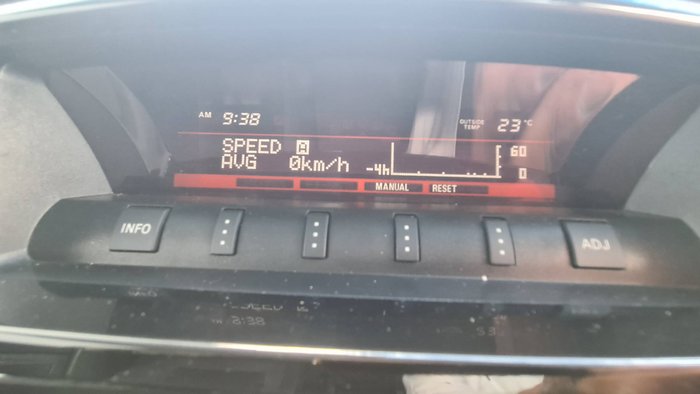 AM 9:38 OUTSIDE TEMP 23 °C
SPEED M 60
AVG 0km/h -4h 0
MANUAL RESET
INFO ADJ